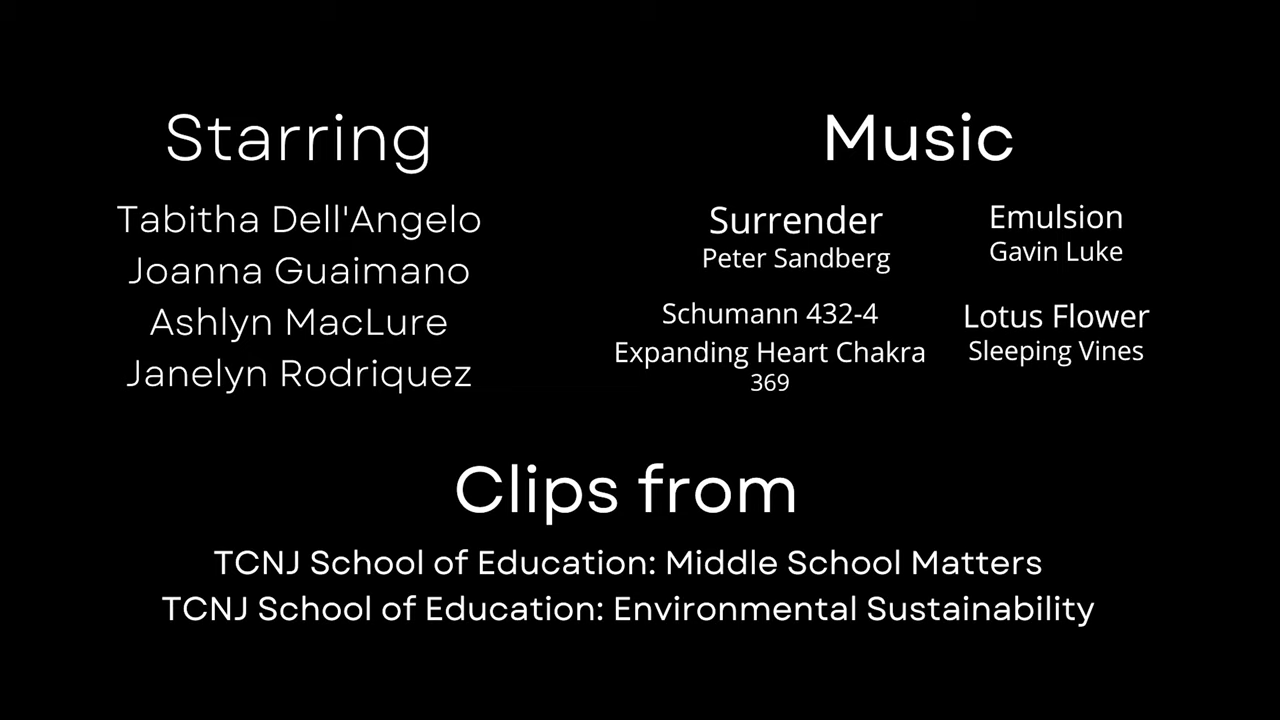 Starring
Tabitha Dell'Angelo
Joanna Guaimano
Ashlyn MacLure
Janelyn Rodriquez
Music
Surrender
Peter Sandberg
Emulsion
Gavin Luke
Schumann 432-4
Expanding Heart Chakra
369
Lotus Flower
Sleeping Vines
Clips from
TCNJ School of Education: Middle School Matters
TCNJ School of Education: Environmental Sustainability